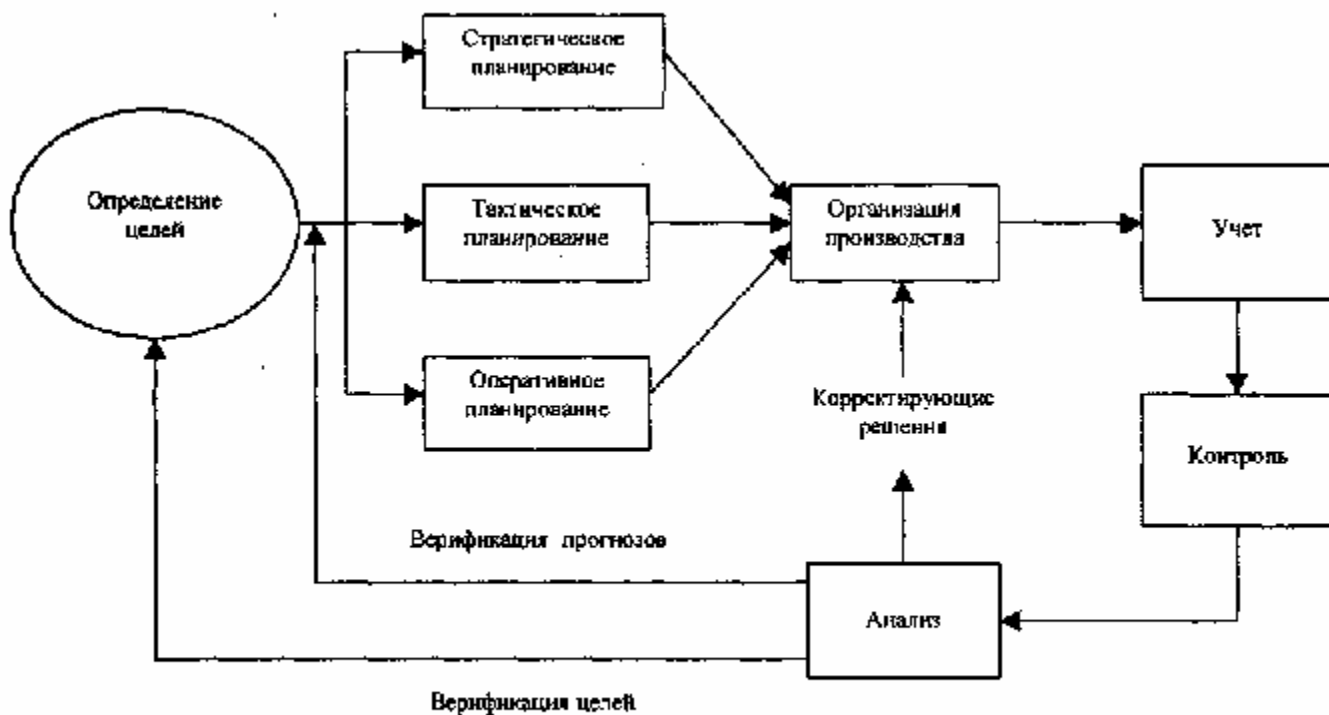 Стратегическое
планирование
Определение
целей
Тактическое
планирование
Организация
производства
Учет
Оперативное
планирование
Корректирующие
решения
Контроль
Верификация прогнозов
Анализ
Верификация целей